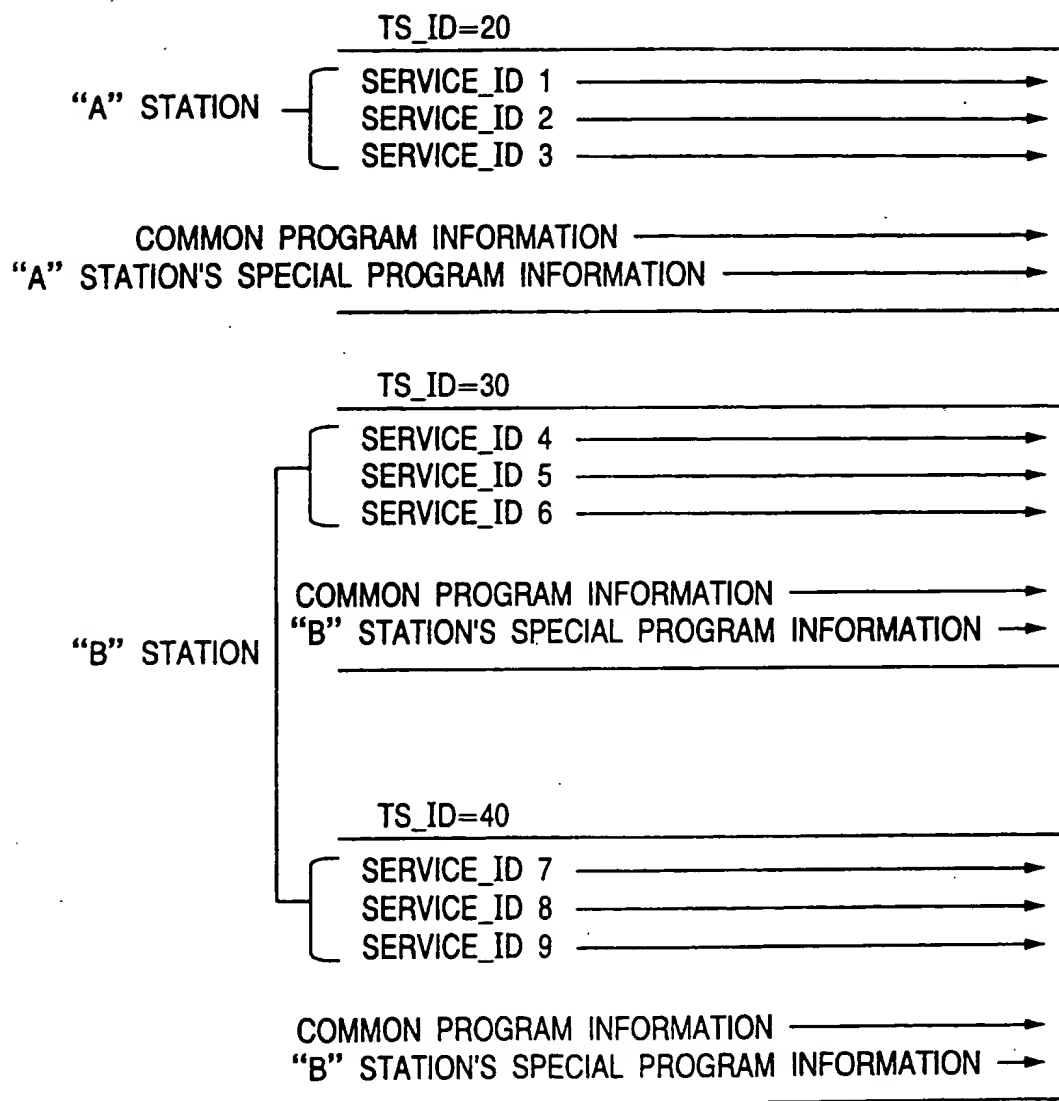 TS_ID=20
SERVICE_ID 1
“A” STATION
SERVICE_ID 2
SERVICE_ID 3
COMMON PROGRAM INFORMATION
“A” STATION'S SPECIAL PROGRAM INFORMATION
TS_ID=30
SERVICE_ID 4
SERVICE_ID 5
SERVICE_ID 6
COMMON PROGRAM INFORMATION
“B” STATION'S SPECIAL PROGRAM INFORMATION
“B” STATION
TS_ID=40
SERVICE_ID 7
SERVICE_ID 8
SERVICE_ID 9
COMMON PROGRAM INFORMATION
“B” STATION'S SPECIAL PROGRAM INFORMATION